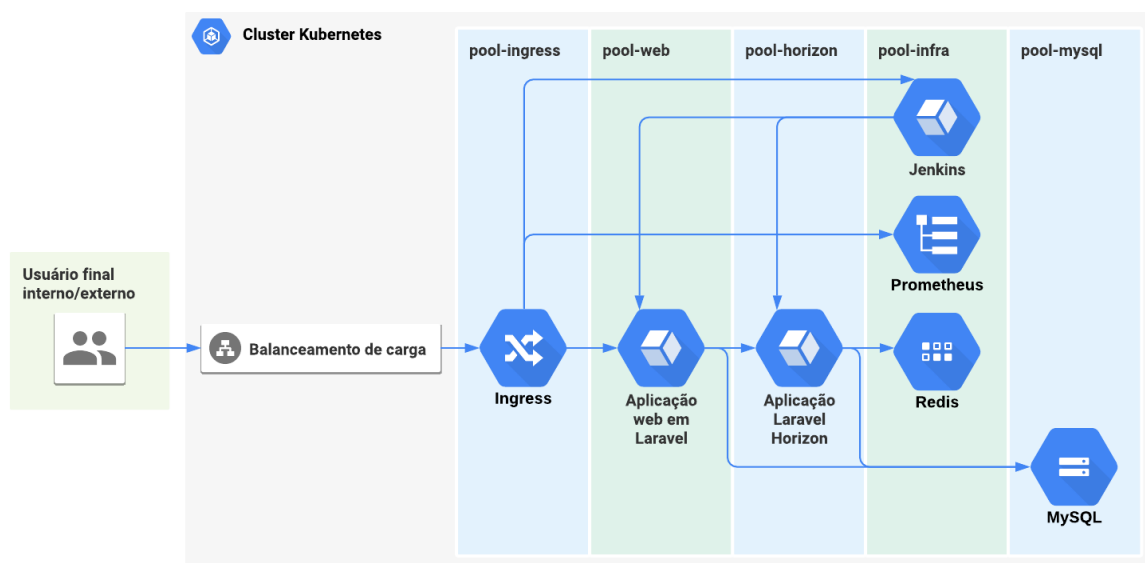 Cluster Kubernetes
pool-ingress
pool-web
pool-horizon
pool-infra
pool-mysql
Jenkins
Prometheus
Usuário final
interno/externo
Balanceamento de carga
Ingress
Aplicação
web em
Laravel
Aplicação
Laravel
Horizon
Redis
MySQL